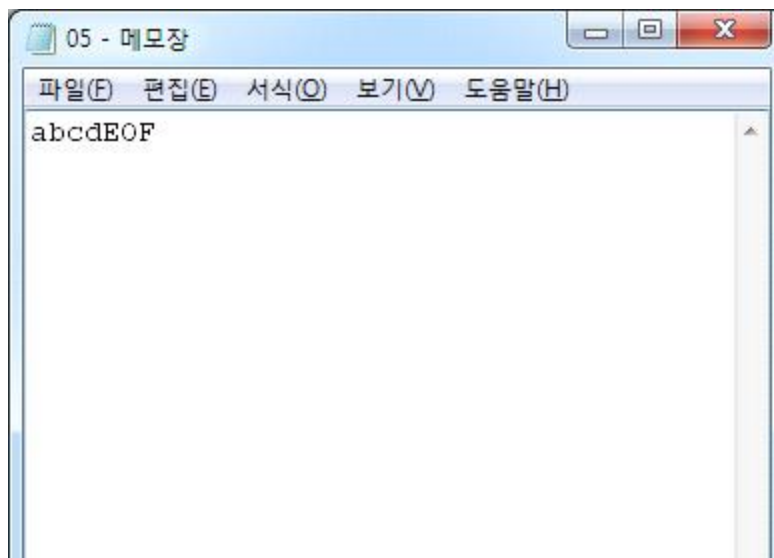 05 - 메모장
파일(F) 편집(E) 서식(O) 보기(V) 도움말(H)
abcdEOF